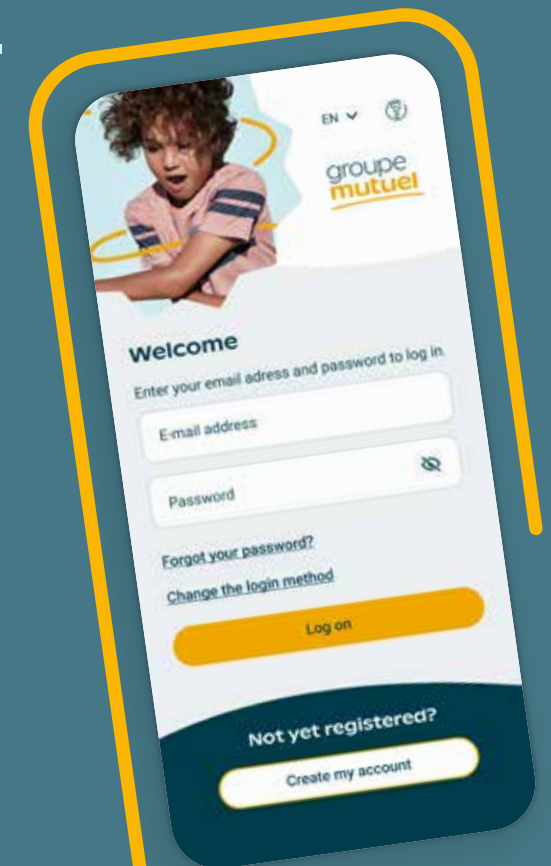 EN
groupe
mutuel
Welcome
Enter your email adress and password to log in.
E-mail address
Password
Forgot your password?
Change the login method
Log on
Not yet registered?
Create my account